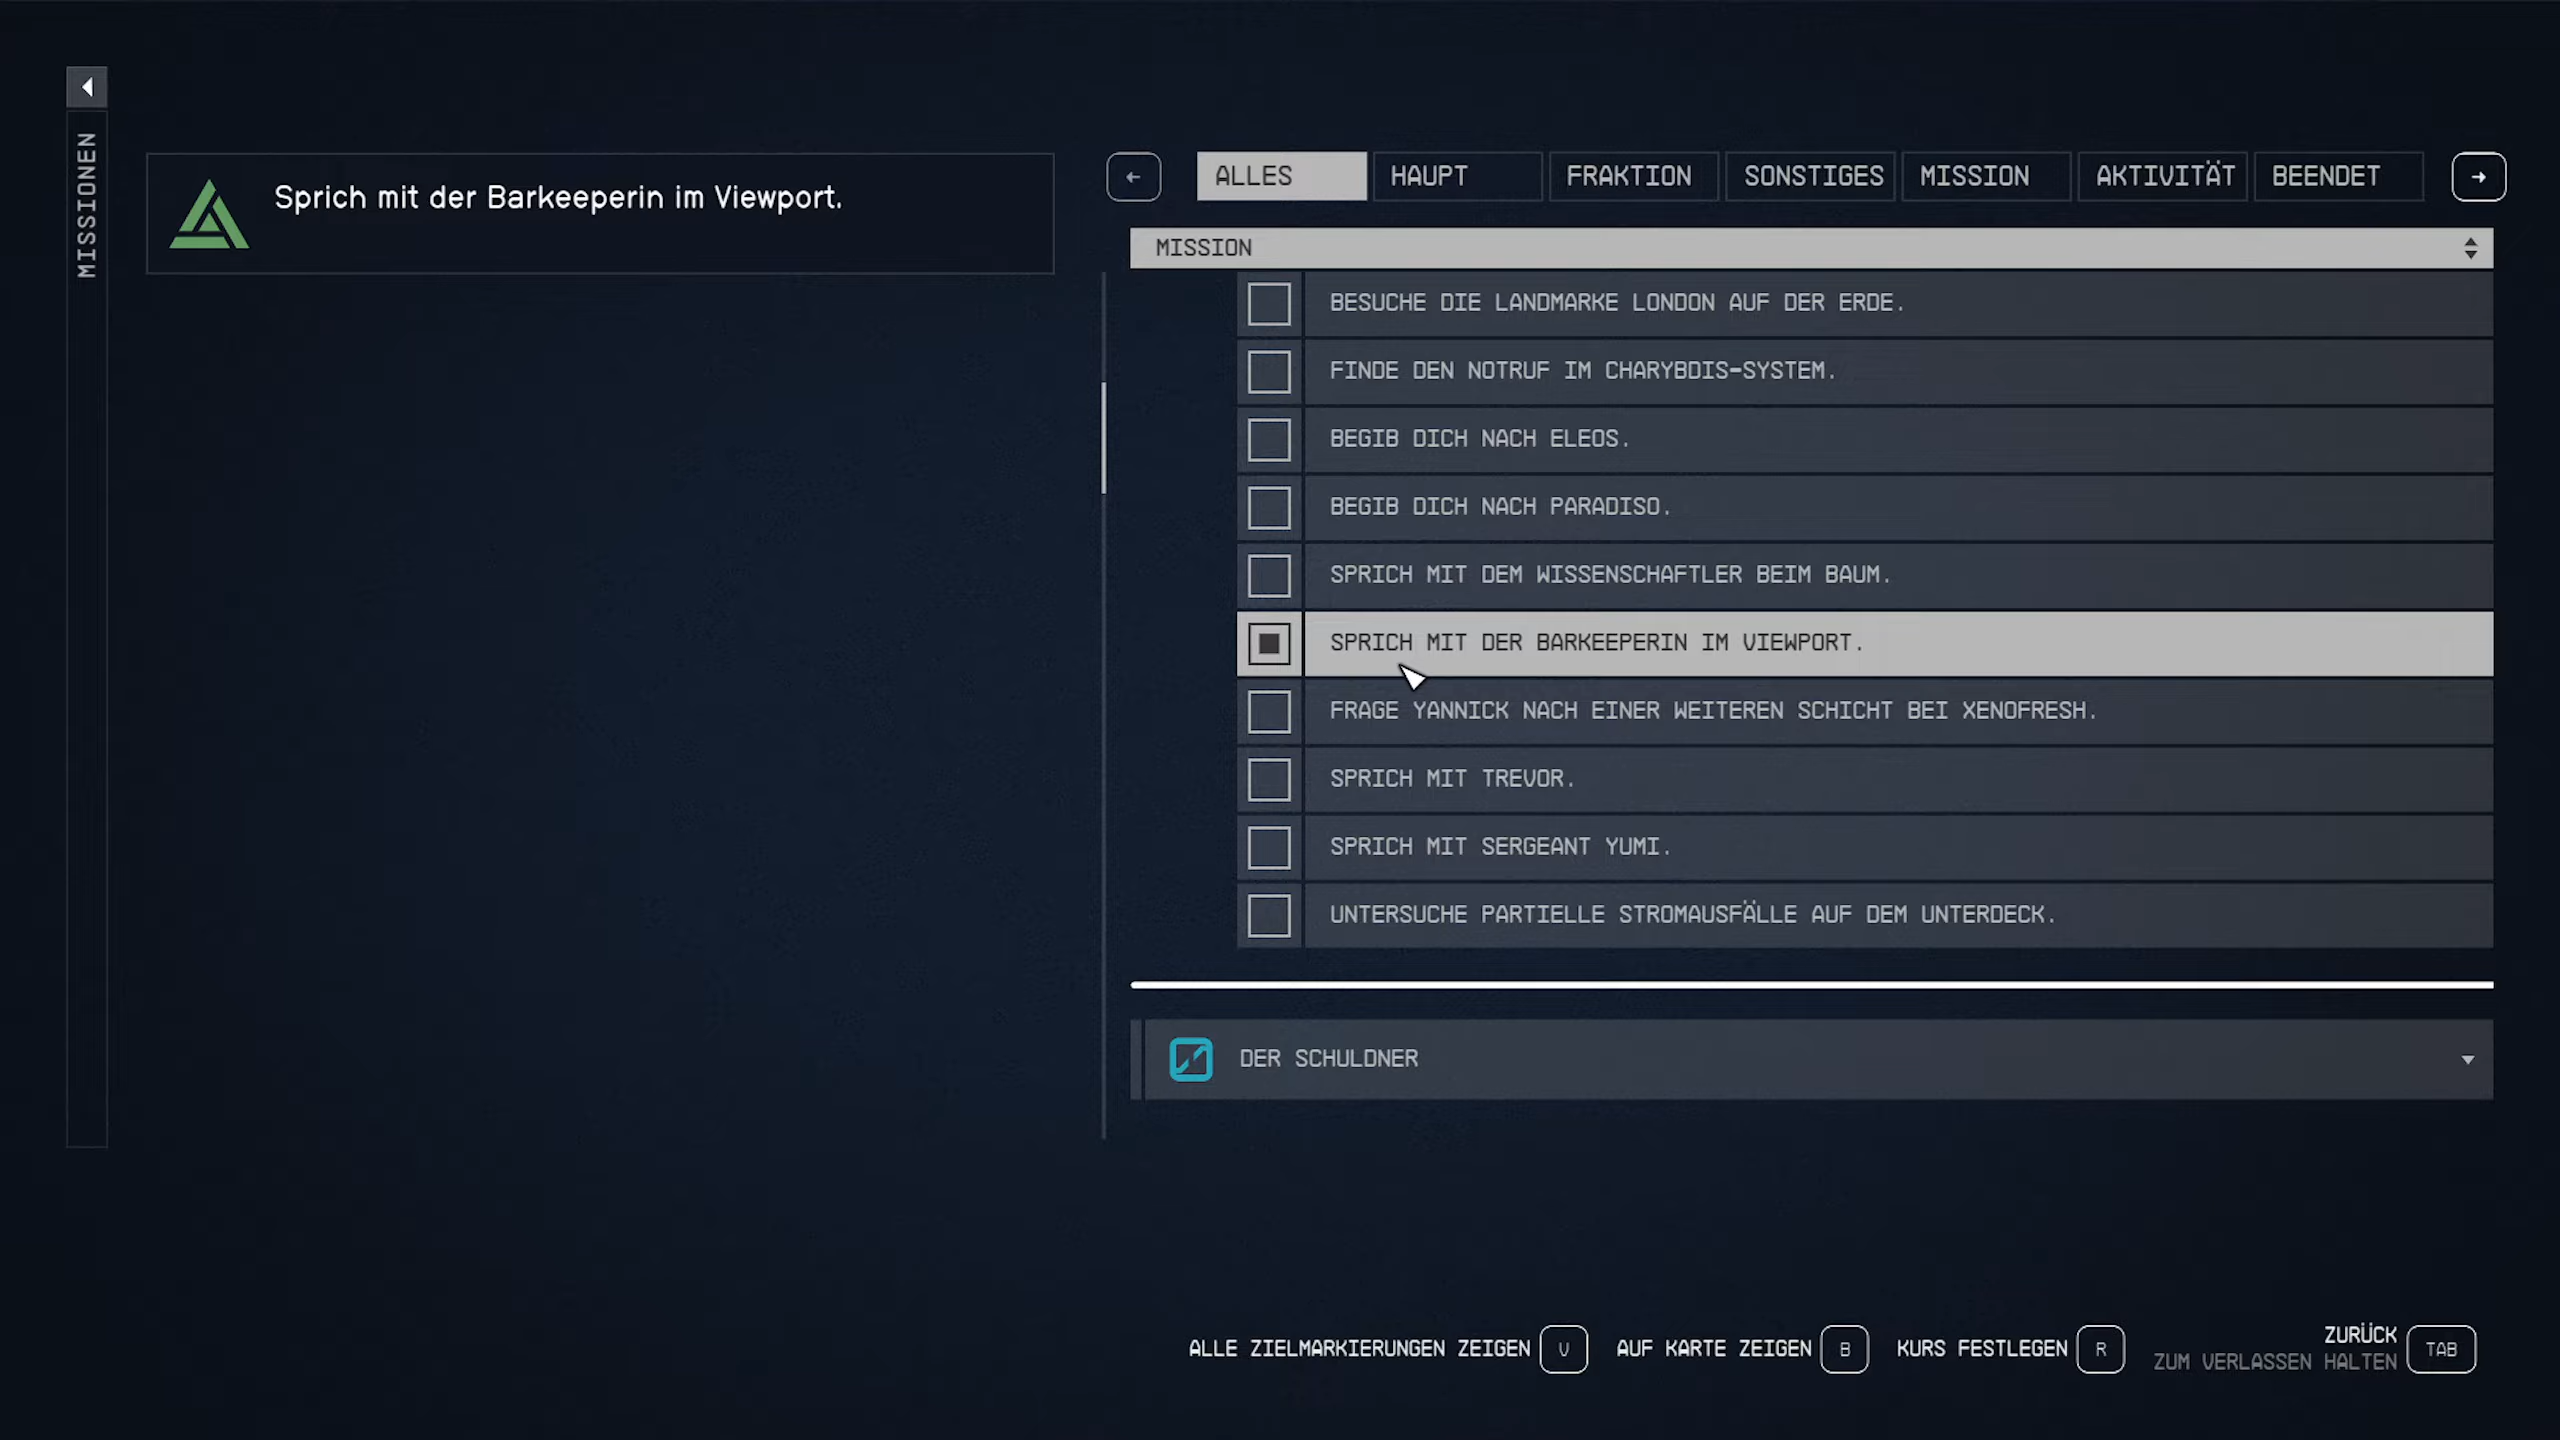 MISSIONEN
Sprich mit der Barkeeperin im Viewport.
ALLES HAUPT FRAKTION SONSTIGES MISSION AKTIVITÄT BEENDET
MISSION
BESUCHE DIE LANDMARKE LONDON AUF DER ERDE.
FINDE DEN NOTRUF IM CHARYBDIS-SYSTEM.
BEGIB DICH NACH ELEOS.
BEGIB DICH NACH PARADISO.
SPRICH MIT DEM WISSENSCHAFTLER BEIM BAUM.
SPRICH MIT DER BARKEEPERIN IM VIEWPORT.
FRAGE YANNICK NACH EINER WEITEREN SCHICHT BEI XENOFRESH.
SPRICH MIT TREVOR.
SPRICH MIT SERGEANT YUMI.
UNTERSUCHE PARTIELLE STROMAUSFÄLLE AUF DEM UNTERDECK.
DER SCHULDNER
ALLE ZIELMARKIERUNGEN ZEIGEN V AUF KARTE ZEIGEN B KURS FESTLEGEN R ZURÜCK TAB
ZUM VERLASSEN HALTEN